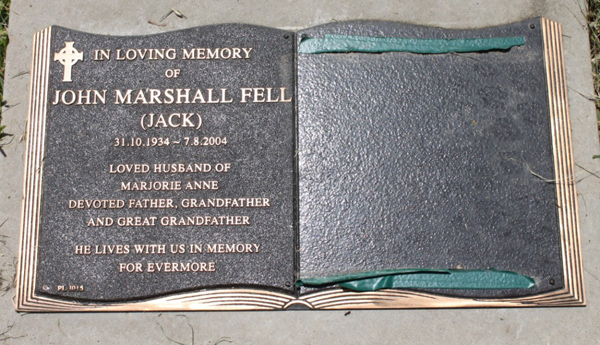 IN LOVING MEMORY
OF
JOHN MARSHALL FELL
(JACK)
31.10.1934 ~ 7.8.2004
LOVED HUSBAND OF
MARJORIE ANNE
DEVOTED FATHER, GRANDFATHER
AND GREAT GRANDFATHER
HE LIVES WITH US IN MEMORY
FOR EVERMORE